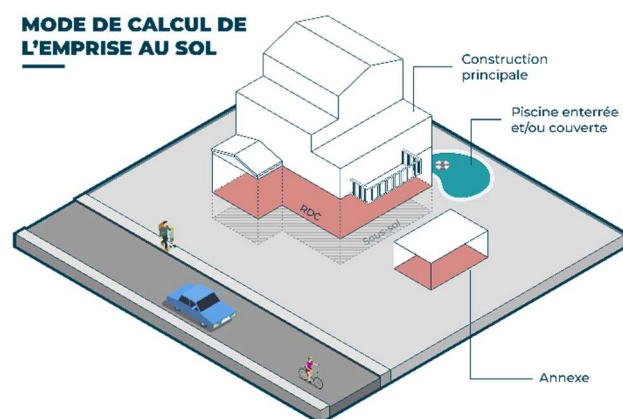 MODE DE CALCUL DE
L'EMPRISE AU SOL
Construction
principale
Piscine enterrée
et/ou couverte
RDC
Sous-sol
Annexe